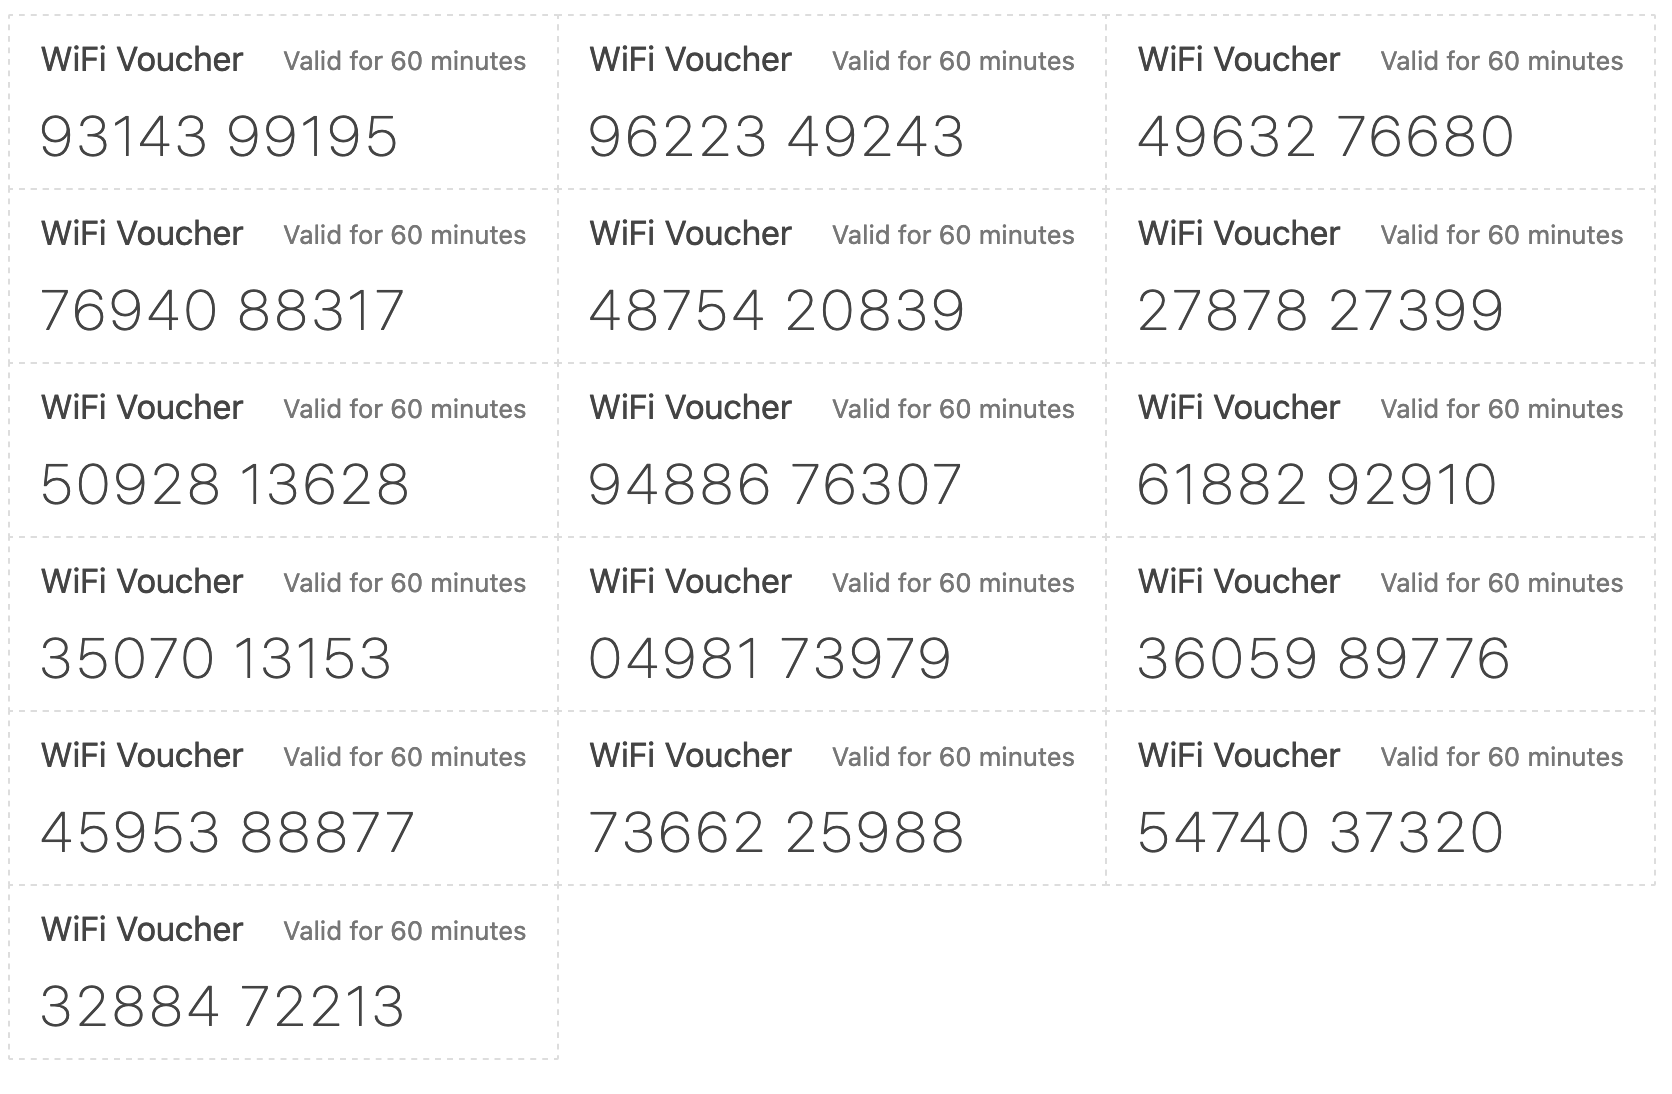 WiFi Voucher Valid for 60 minutes
93143 99195
WiFi Voucher Valid for 60 minutes
96223 49243
WiFi Voucher Valid for 60 minutes
49632 76680
WiFi Voucher Valid for 60 minutes
76940 88317
WiFi Voucher Valid for 60 minutes
48754 20839
WiFi Voucher Valid for 60 minutes
27878 27399
WiFi Voucher Valid for 60 minutes
50928 13628
WiFi Voucher Valid for 60 minutes
94886 76307
WiFi Voucher Valid for 60 minutes
61882 92910
WiFi Voucher Valid for 60 minutes
35070 13153
WiFi Voucher Valid for 60 minutes
04981 73979
WiFi Voucher Valid for 60 minutes
36059 89776
WiFi Voucher Valid for 60 minutes
45953 88877
WiFi Voucher Valid for 60 minutes
73662 25988
WiFi Voucher Valid for 60 minutes
54740 37320
WiFi Voucher Valid for 60 minutes
32884 72213